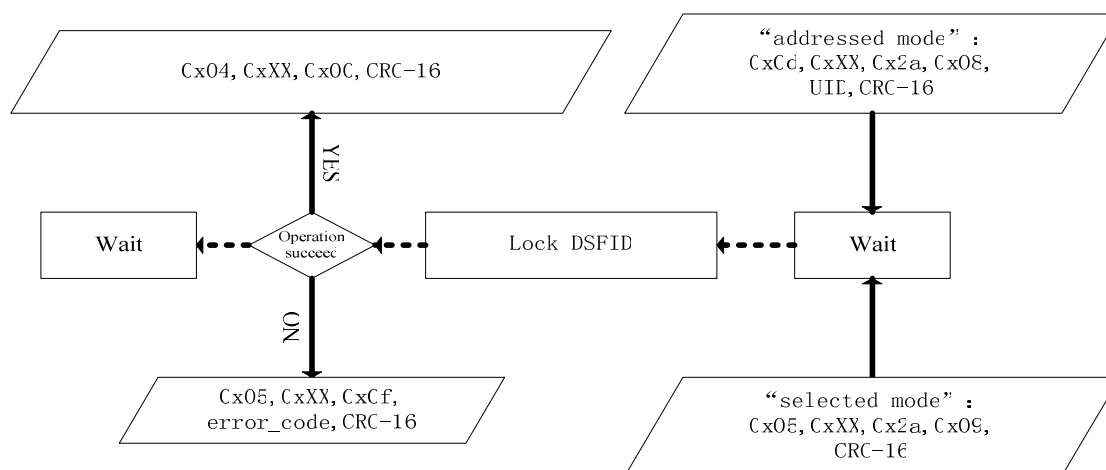 Cx04, CxXX, Cx0C, CRC-16
“addressed mode”:
CxCd, CxXX, Cx2a, Cx08,
UID, CRC-16
YES
Wait
Operation
succeed
Lock DSFID
Wait
ON
Cx05, CxXX, CxCf,
error_code, CRC-16
“selected mode”:
Cx05, CxXX, Cx2a, Cx09,
CRC-16